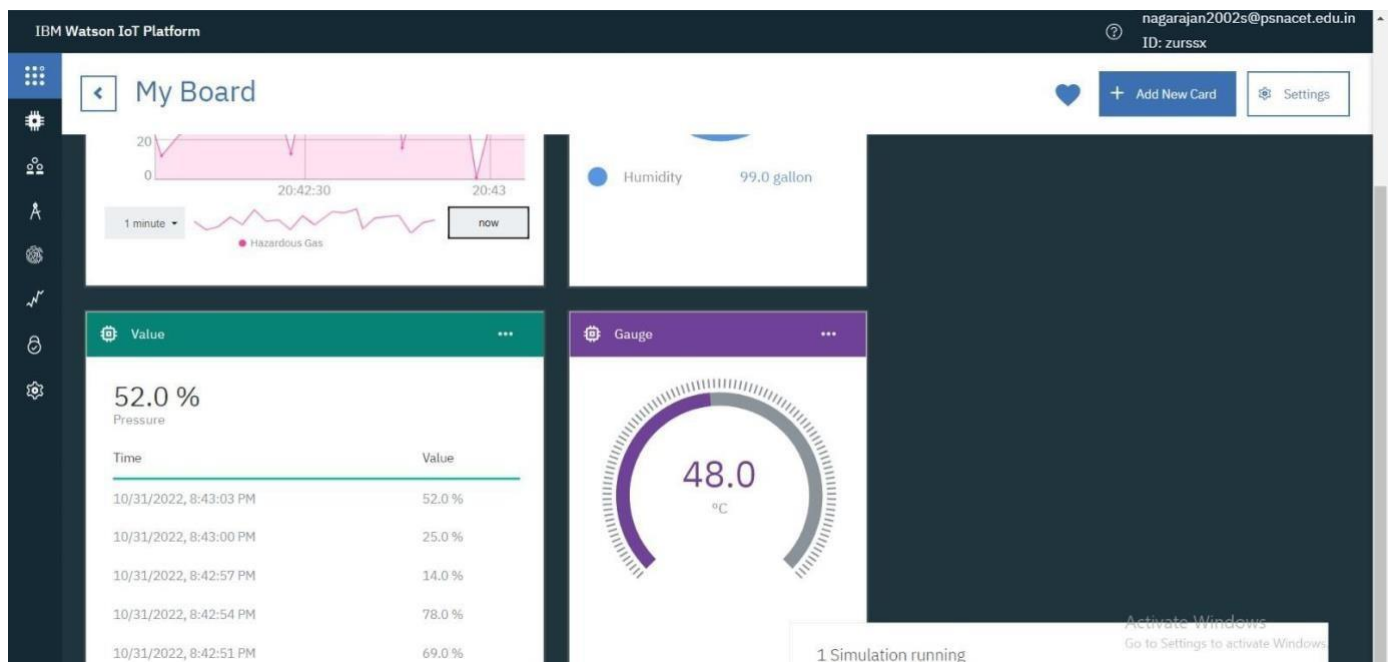 IBM Watson IoT Platform
nagarajan2002s@psnacet.edu.in
ID: zurssx
My Board
+ Add New Card
Settings
20
0
20:42:30
20:43
1 minute
now
Hazardous Gas
Humidity 99.0 gallon
Value
52.0 %
Pressure
Time Value
10/31/2022, 8:43:03 PM 52.0 %
10/31/2022, 8:43:00 PM 25.0 %
10/31/2022, 8:42:57 PM 14.0 %
10/31/2022, 8:42:54 PM 78.0 %
10/31/2022, 8:42:51 PM 69.0 %
Gauge
48.0
°C
Activate Windows
Go to Settings to activate Windows.
1 Simulation running